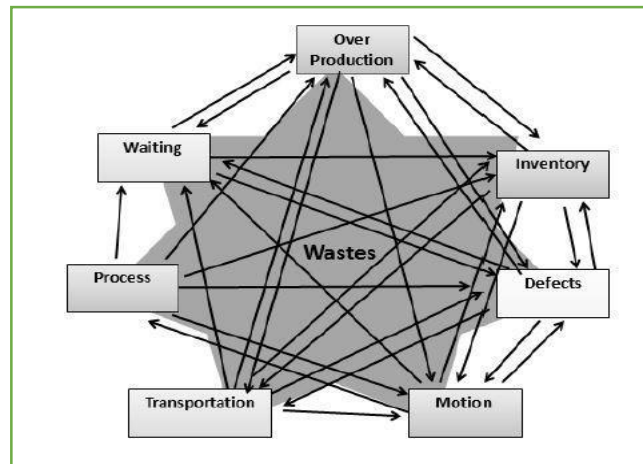 Over
Production
Waiting
Inventory
Wastes
Process
Defects
Transportation
Motion